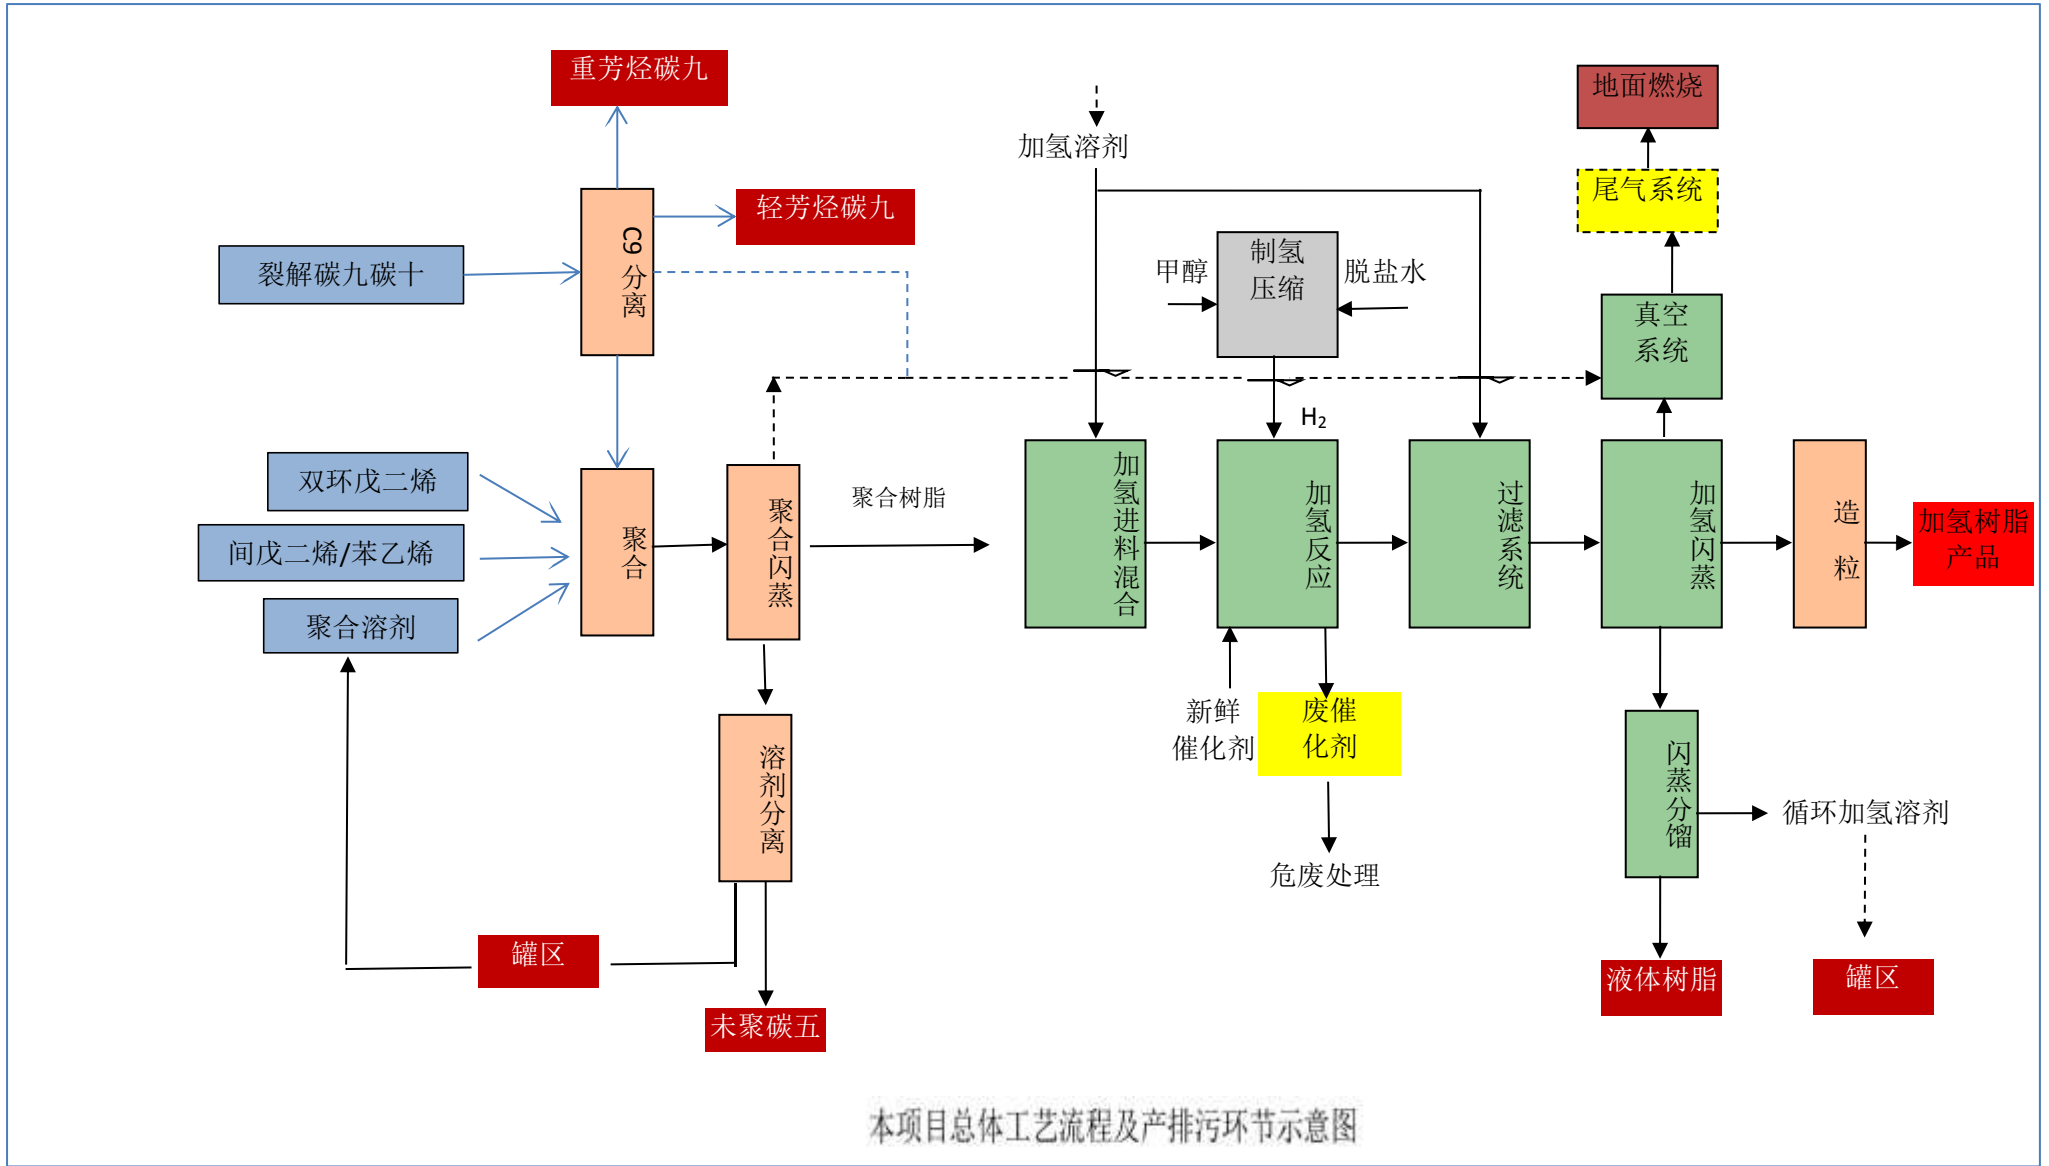 重芳烃碳九
地面燃烧
加氢溶剂
尾气系统
轻芳烃碳九
C9分离
裂解碳九碳十
甲醇
制氢
压缩
脱盐水
真空
系统
H₂
双环戊二烯
间戊二烯/苯乙烯
聚合溶剂
聚合
聚合闪蒸
聚合树脂
加氢进料混合
加氢反应
过滤系统
加氢闪蒸
造粒
加氢树脂
产品
新鲜
催化剂
废催
化剂
溶剂分离
闪蒸分馏
循环加氢溶剂
危废处理
罐区
未聚碳五
液体树脂
罐区
本项目总体工艺流程及产排污环节示意图